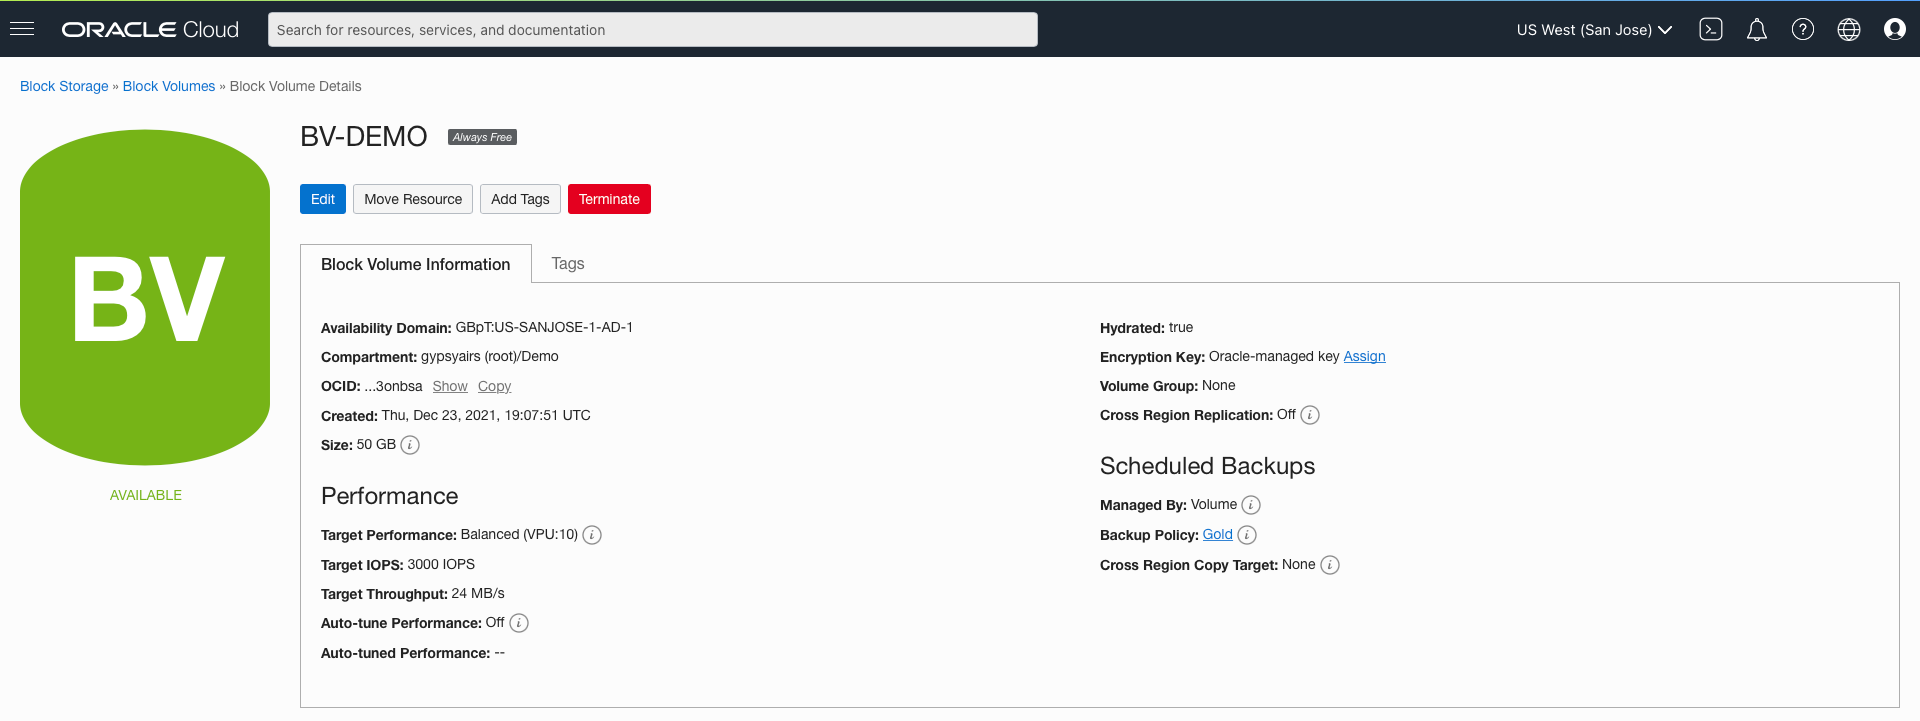 ORACLE Cloud
Search for resources, services, and documentation
US West (San Jose)
Block Storage » Block Volumes » Block Volume Details
BV
AVAILABLE
BV-DEMO Always Free
Edit Move Resource Add Tags Terminate
Block Volume Information Tags
Availability Domain: GBpT:US-SANJOSE-1-AD-1
Compartment: gypsyairs (root)/Demo
OCID: ...3onbsa Show Copy
Created: Thu, Dec 23, 2021, 19:07:51 UTC
Size: 50 GB
Performance
Target Performance: Balanced (VPU:10)
Target IOPS: 3000 IOPS
Target Throughput: 24 MB/s
Auto-tune Performance: Off
Auto-tuned Performance: --
Hydrated: true
Encryption Key: Oracle-managed key Assign
Volume Group: None
Cross Region Replication: Off
Scheduled Backups
Managed By: Volume
Backup Policy: Gold
Cross Region Copy Target: None